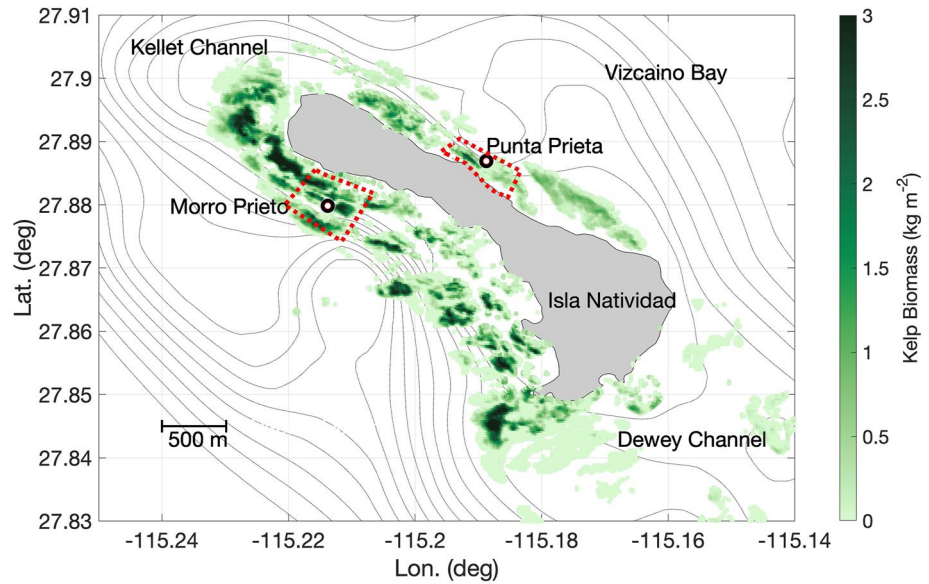 27.91
27.9
27.89
27.88
27.87
27.86
27.85
27.84
27.83
Lat. (deg)
Kellet Channel
Vizcaino Bay
Punta Prieta
Morro Prieto
Isla Natividad
500 m
Dewey Channel
-115.24
-115.22
-115.2
-115.18
-115.16
-115.14
Lon. (deg)
3
2.5
2
1.5
1
0.5
0
Kelp Biomass (kg m⁻²)